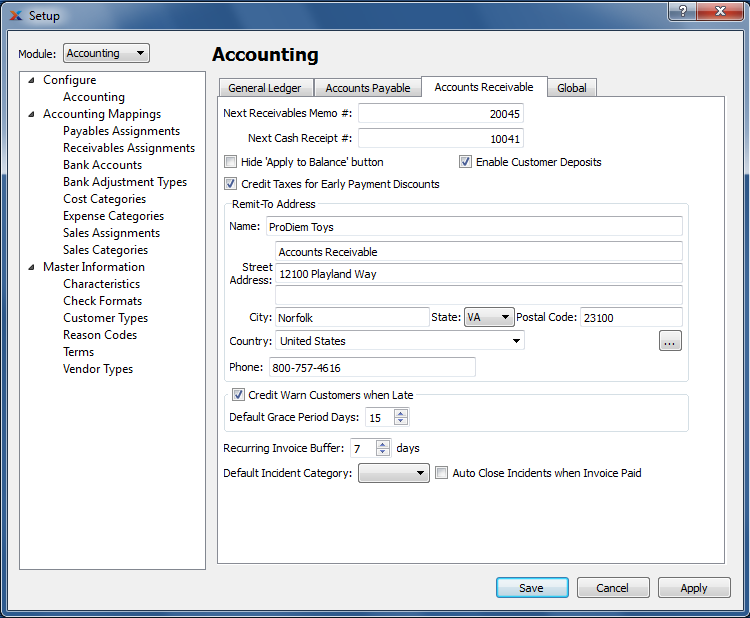 Setup
Module: Accounting
Configure
Accounting
Accounting Mappings
Payables Assignments
Receivables Assignments
Bank Accounts
Bank Adjustment Types
Cost Categories
Expense Categories
Sales Assignments
Sales Categories
Master Information
Characteristics
Check Formats
Customer Types
Reason Codes
Terms
Vendor Types
Accounting
General Ledger Accounts Payable Accounts Receivable Global
Next Receivables Memo #: 20045
Next Cash Receipt #: 10041
Hide 'Apply to Balance' button Enable Customer Deposits
Credit Taxes for Early Payment Discounts
Remit-To Address
Name: ProDiem Toys
Accounts Receivable
Street Address: 12100 Playland Way
City: Norfolk State: VA Postal Code: 23100
Country: United States ...
Phone: 800-757-4616
Credit Warn Customers when Late
Default Grace Period Days: 15
Recurring Invoice Buffer: 7 days
Default Incident Category: Auto Close Incidents when Invoice Paid
Save Cancel Apply